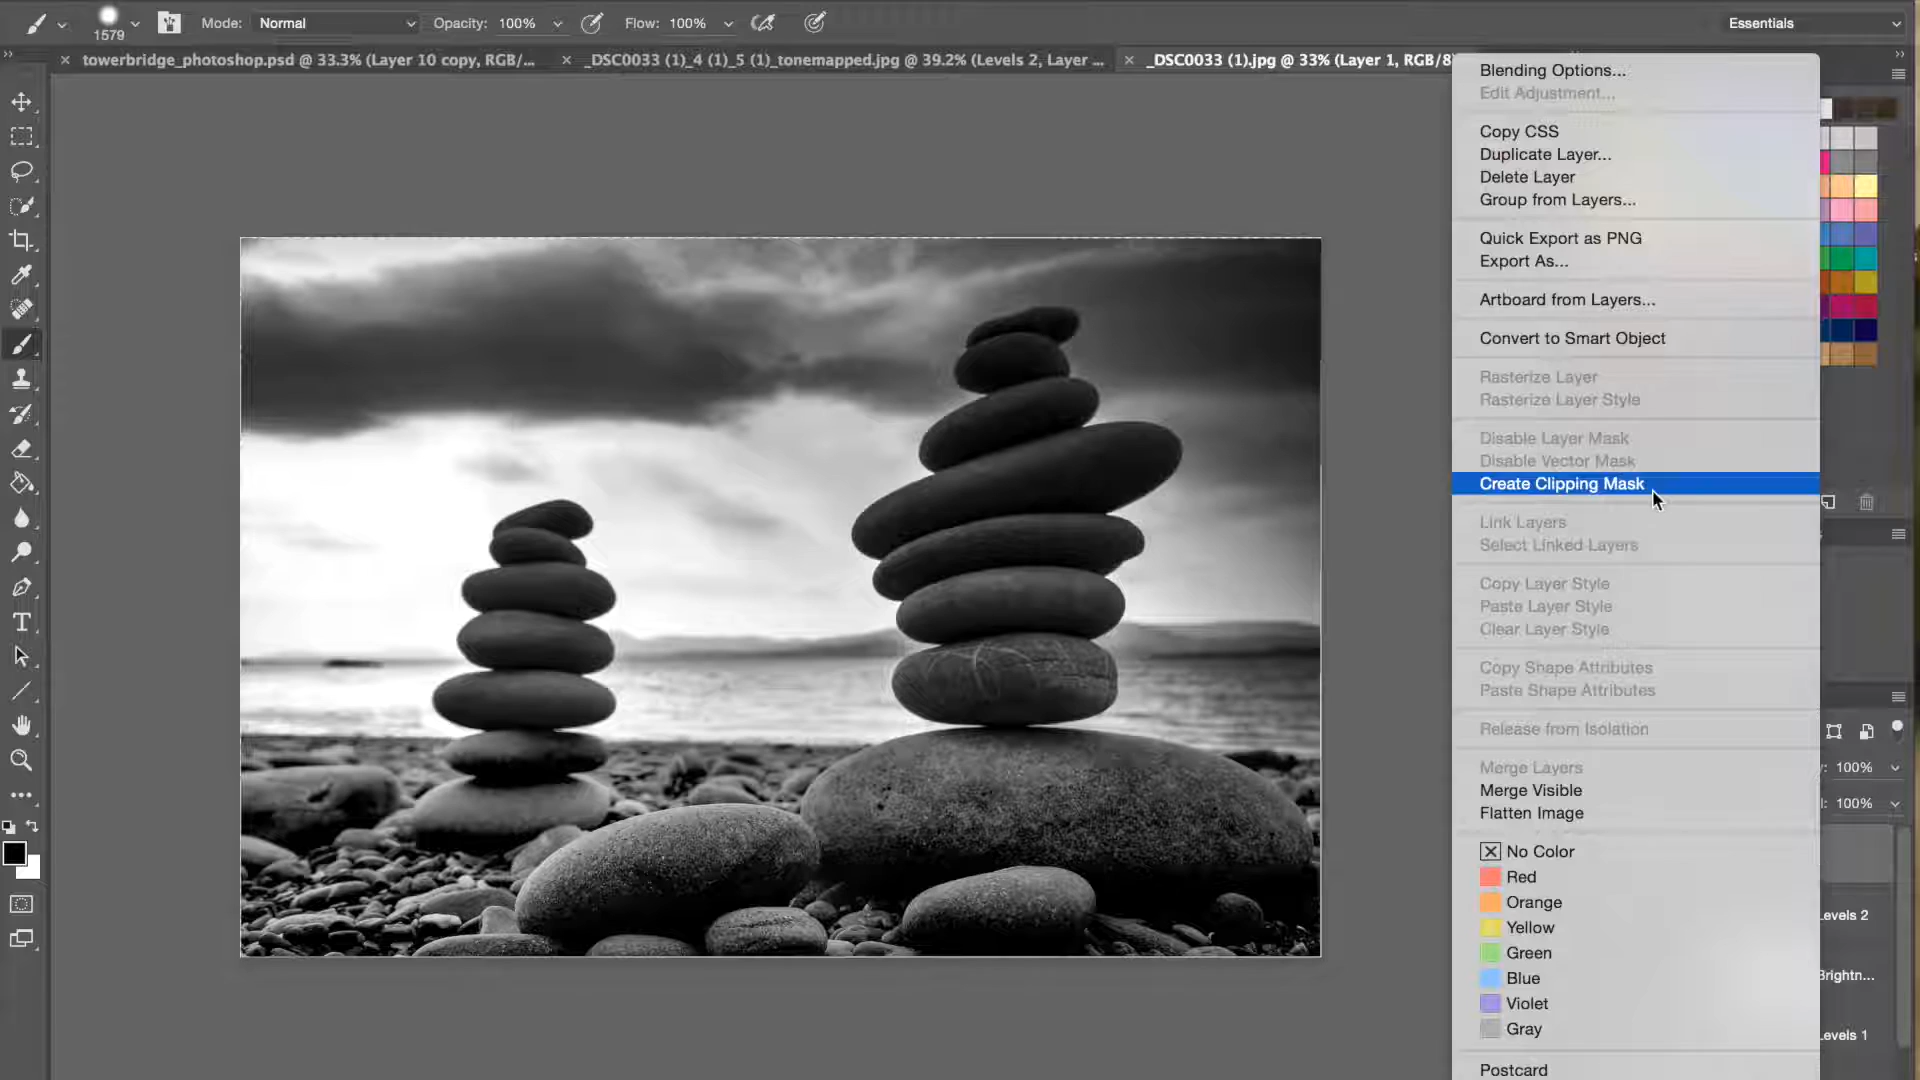 1579
Mode: Normal
Opacity: 100%
Flow: 100%
Essentials
towerbridge_photoshop.psd @ 33.3% (Layer 10 copy, RGB/...
_DSC0033 (1)_4 (1)_5 (1)_tonemapped.jpg @ 39.2% (Levels 2, Layer ...
_DSC0033 (1).jpg @ 33% (Layer 1, RGB/8
Blending Options...
Edit Adjustment...
Copy CSS
Duplicate Layer...
Delete Layer
Group from Layers...
Quick Export as PNG
Export As...
Artboard from Layers...
Convert to Smart Object
Rasterize Layer
Rasterize Layer Style
Disable Layer Mask
Disable Vector Mask
Create Clipping Mask
Link Layers
Select Linked Layers
Copy Layer Style
Paste Layer Style
Clear Layer Style
Copy Shape Attributes
Paste Shape Attributes
Release from Isolation
Merge Layers
Merge Visible
Flatten Image
No Color
Red
Orange
Yellow
Green
Blue
Violet
Gray
Postcard
100%
100%
Levels 2
Brightn...
Levels 1